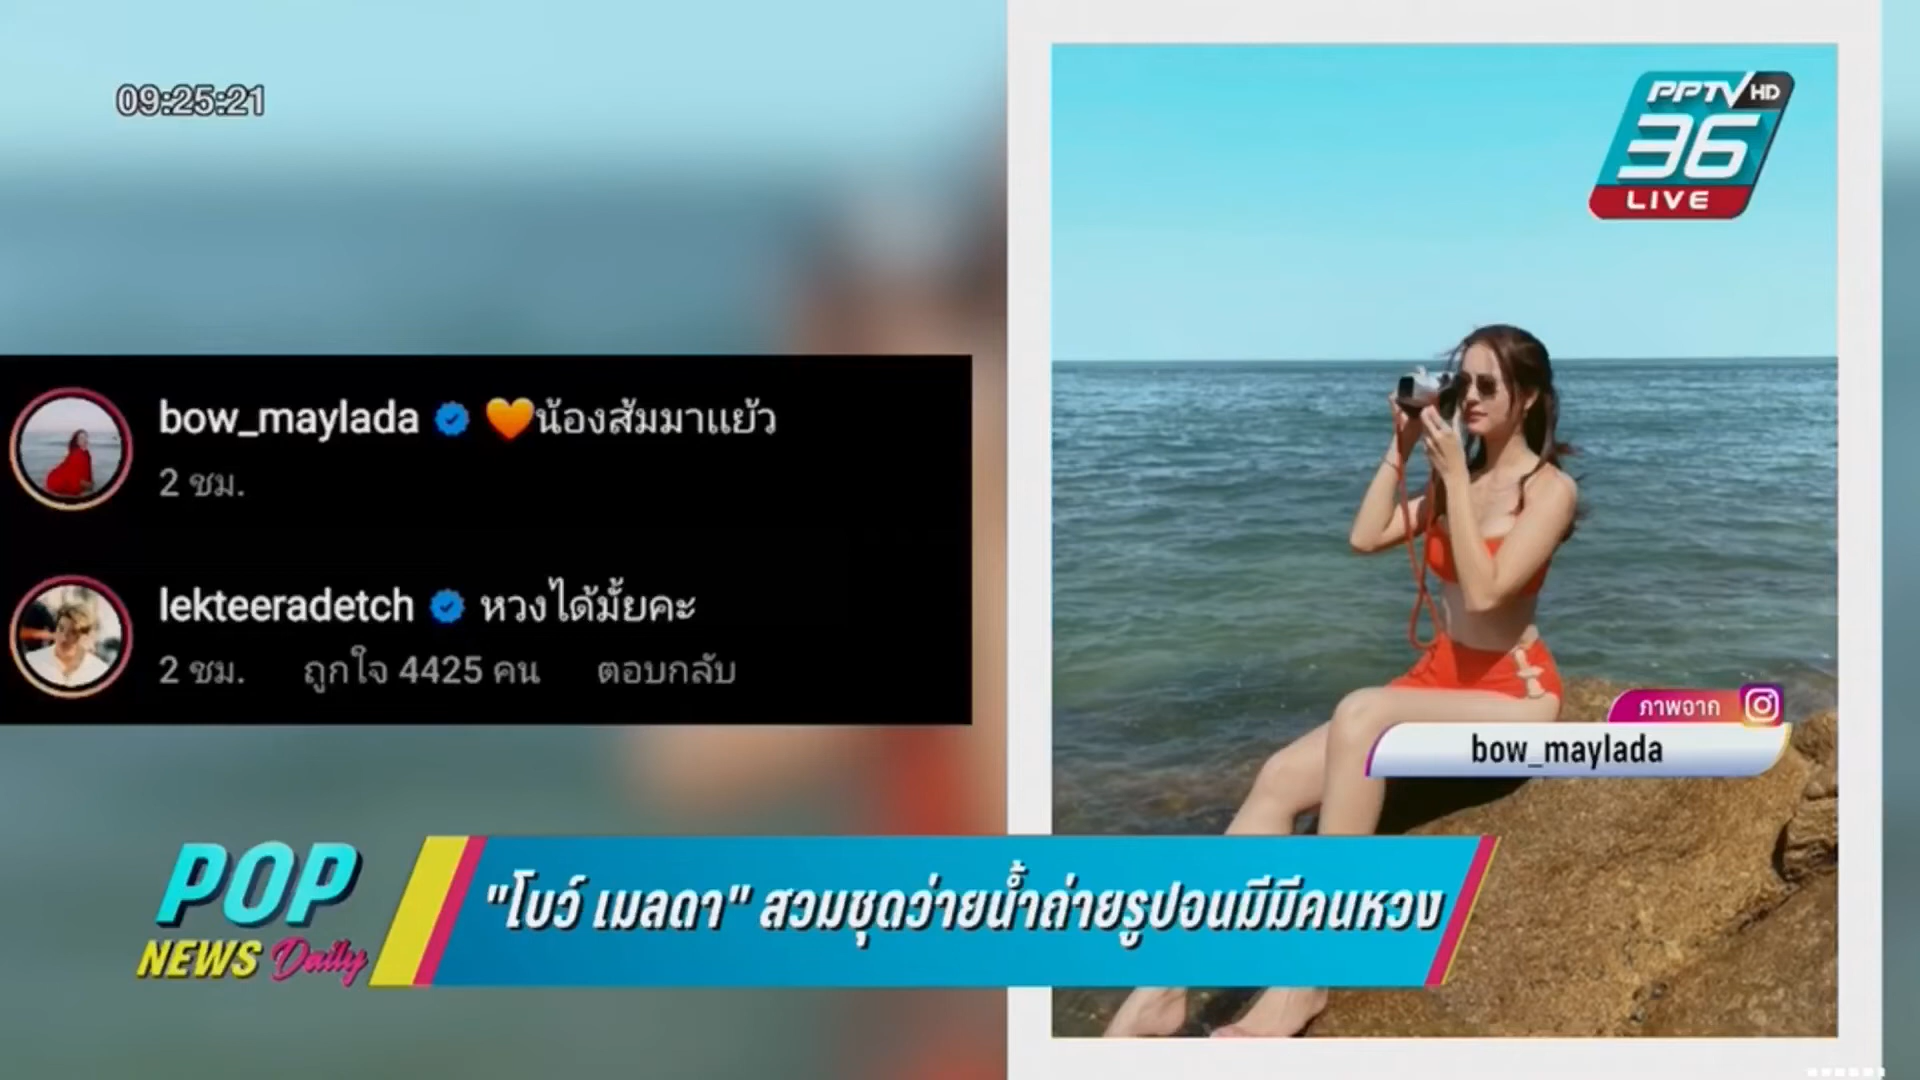 09:25:21
PPTV HD
36
LIVE
bow_maylada 🧡น้องส้มมาแย้ว
2 ชม.
lekteeradetch หวงได้มั้ยคะ
2 ชม. ถูกใจ 4425 คน ตอบกลับ
ภาพจาก
bow_maylada
POP
NEWS Daily
"โบว์ เมลดา" สวมชุดว่ายน้ำถ่ายรูปจนมีมีคนหวง